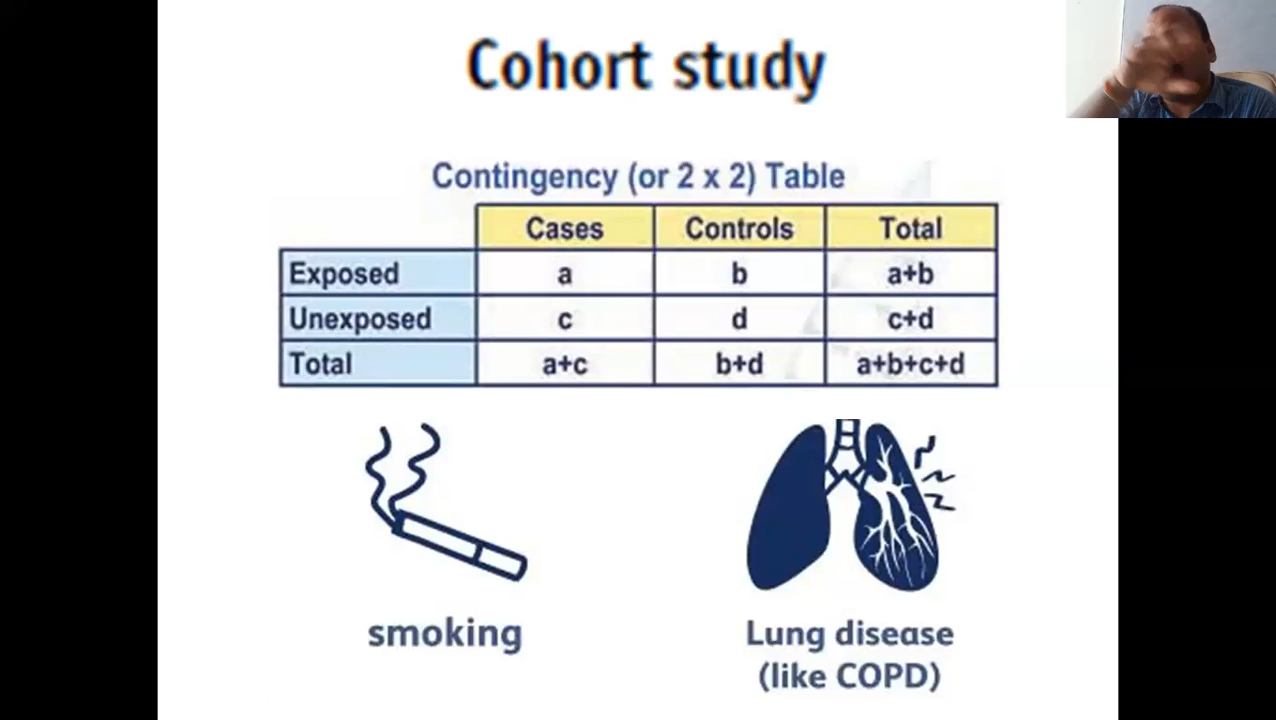 Cohort study
Contingency (or 2 x 2) Table
Cases Controls Total
Exposed a b a+b
Unexposed c d c+d
Total a+c b+d a+b+c+d
smoking
Lung disease
(like COPD)